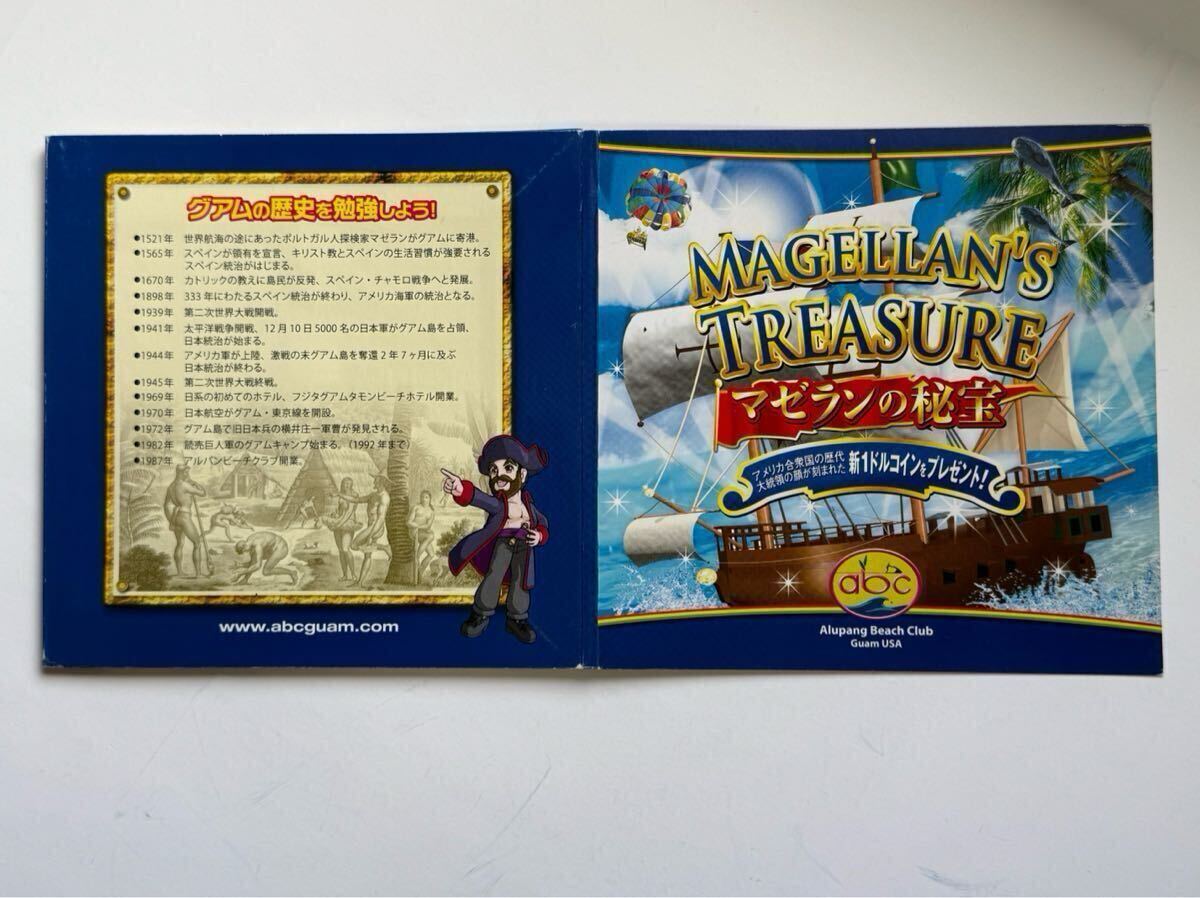 グアムの歴史を勉強しよう!
●1521年 世界航海の途にあったポルトガル人探検家マゼランがグアムに寄港。
●1565年 スペインが領有を宣言、キリスト教とスペインの生活習慣が強要される
スペイン統治がはじまる。
●1670年 カトリックの教えに島民が反発、スペイン・チャモロ戦争へと発展。
●1898年 333年にわたるスペイン統治が終わり、アメリカ海軍の統治となる。
●1939年 第二次世界大戦開戦。
●1941年 太平洋戦争開戦、12月10日5000名の日本軍がグアム島を占領、
日本統治が始まる。
●1944年 アメリカ軍が上陸、激戦の末グアム島を奪還2年7ヶ月に及ぶ
日本統治が終わる。
●1945年 第二次世界大戦終戦。
●1969年 日系の初めてのホテル、フジタグアムタモンビーチホテル開業。
●1970年 日本航空がグアム・東京線を開設。
●1972年 グアム島で旧日本兵の横井庄一軍曹が発見される。
●1982年 読売巨人軍のグアムキャンプ始まる。(1992年まで)
●1987年 アルパンビーチクラブ開業。
www.abcguam.com
MAGELLAN'S
TREASURE
マゼランの秘宝
アメリカ合衆国の歴代
大統領の顔が刻まれた 新1ドルコインをプレゼント!
abc
Alupang Beach Club
Guam USA